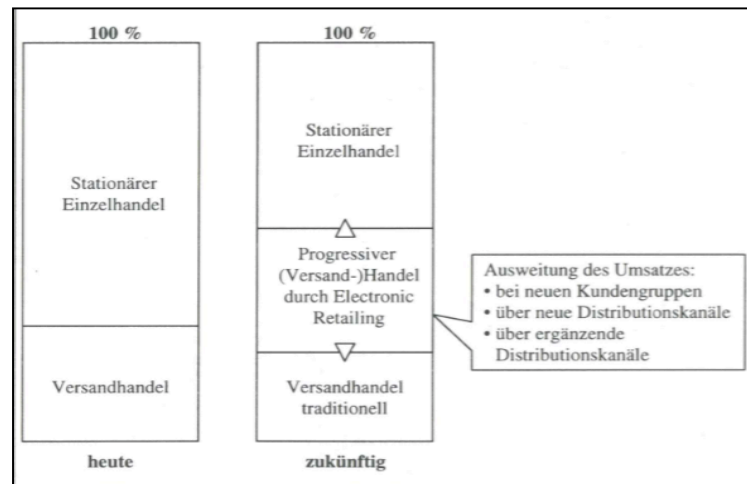 100 %
Stationärer
Einzelhandel
Versandhandel
heute
100 %
Stationärer
Einzelhandel
Progressiver
(Versand-)Handel
durch Electronic
Retailing
Versandhandel
traditionell
zukünftig
Ausweitung des Umsatzes:
• bei neuen Kundengruppen
• über neue Distributionskanäle
• über ergänzende
Distributionskanäle